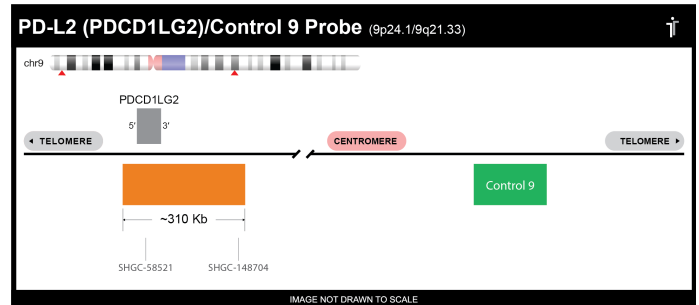 PD-L2 (PDCD1LG2)/Control 9 Probe (9p24.1/9q21.33)
chr9
PDCD1LG2
5' 3'
TELOMERE CENTROMERE TELOMERE
Control 9
~310 Kb
SHGC-58521 SHGC-148704
IMAGE NOT DRAWN TO SCALE